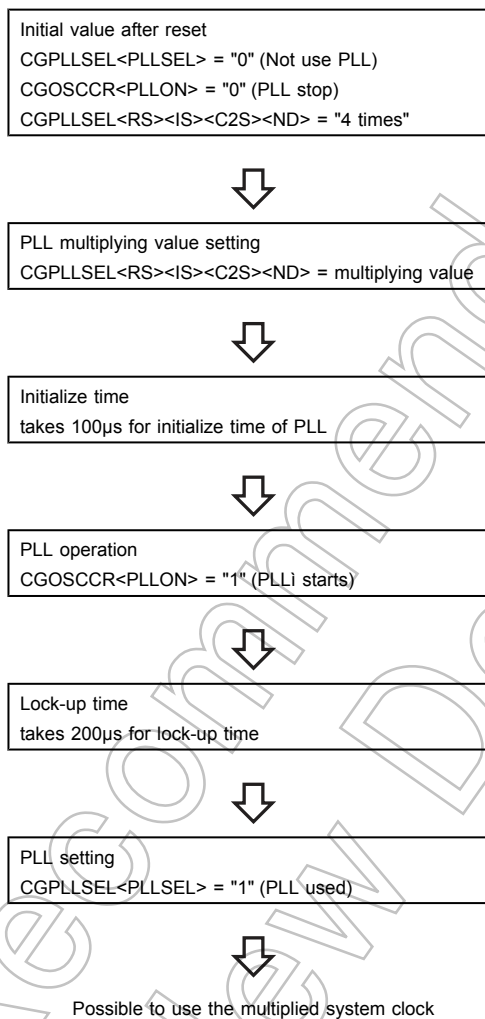 Initial value after reset
CGPLLSEL<PLLSEL> = "0" (Not use PLL)
CGOSCCR<PLLON> = "0" (PLL stop)
CGPLLSEL<RS><IS><C2S><ND> = "4 times"
PLL multiplying value setting
CGPLLSEL<RS><IS><C2S><ND> = multiplying value
Initialize time
takes 100μs for initialize time of PLL
PLL operation
CGOSCCR<PLLON> = "1" (PLLì starts)
Lock-up time
takes 200μs for lock-up time
PLL setting
CGPLLSEL<PLLSEL> = "1" (PLL used)
Possible to use the multiplied system clock